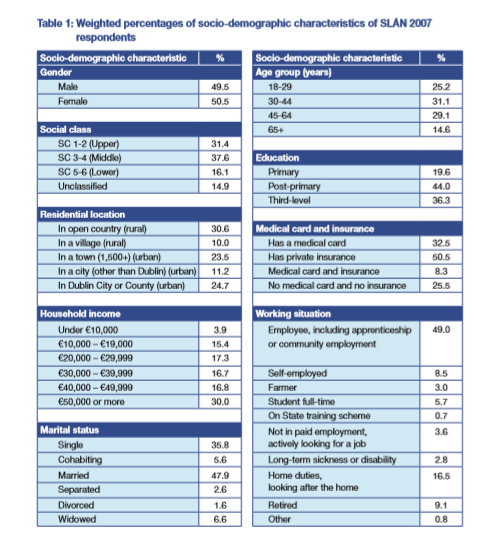 Table 1: Weighted percentages of socio-demographic characteristics of SLÁN 2007
respondents
Socio-demographic characteristic %
Gender
Male 49.5
Female 50.5
Social class
SC 1-2 (Upper) 31.4
SC 3-4 (Middle) 37.6
SC 5-6 (Lower) 16.1
Unclassified 14.9
Residential location
In open country (rural) 30.6
In a village (rural) 10.0
In a town (1,500+) (urban) 23.5
In a city (other than Dublin) (urban) 11.2
In Dublin City or County (urban) 24.7
Household income
Under €10,000 3.9
€10,000 – €19,000 15.4
€20,000 – €29,999 17.3
€30,000 – €39,999 16.7
€40,000 – €49,999 16.8
€50,000 or more 30.0
Marital status
Single 35.8
Cohabiting 5.6
Married 47.9
Separated 2.6
Divorced 1.6
Widowed 6.6
Socio-demographic characteristic %
Age group (years)
18-29 25.2
30-44 31.1
45-64 29.1
65+ 14.6
Education
Primary 19.6
Post-primary 44.0
Third-level 36.3
Medical card and insurance
Has a medical card 32.5
Has private insurance 50.5
Medical card and insurance 8.3
No medical card and no insurance 25.5
Working situation
Employee, including apprenticeship 49.0
or community employment
Self-employed 8.5
Farmer 3.0
Student full-time 5.7
On State training scheme 0.7
Not in paid employment, 3.6
actively looking for a job
Long-term sickness or disability 2.8
Home duties, 16.5
looking after the home
Retired 9.1
Other 0.8